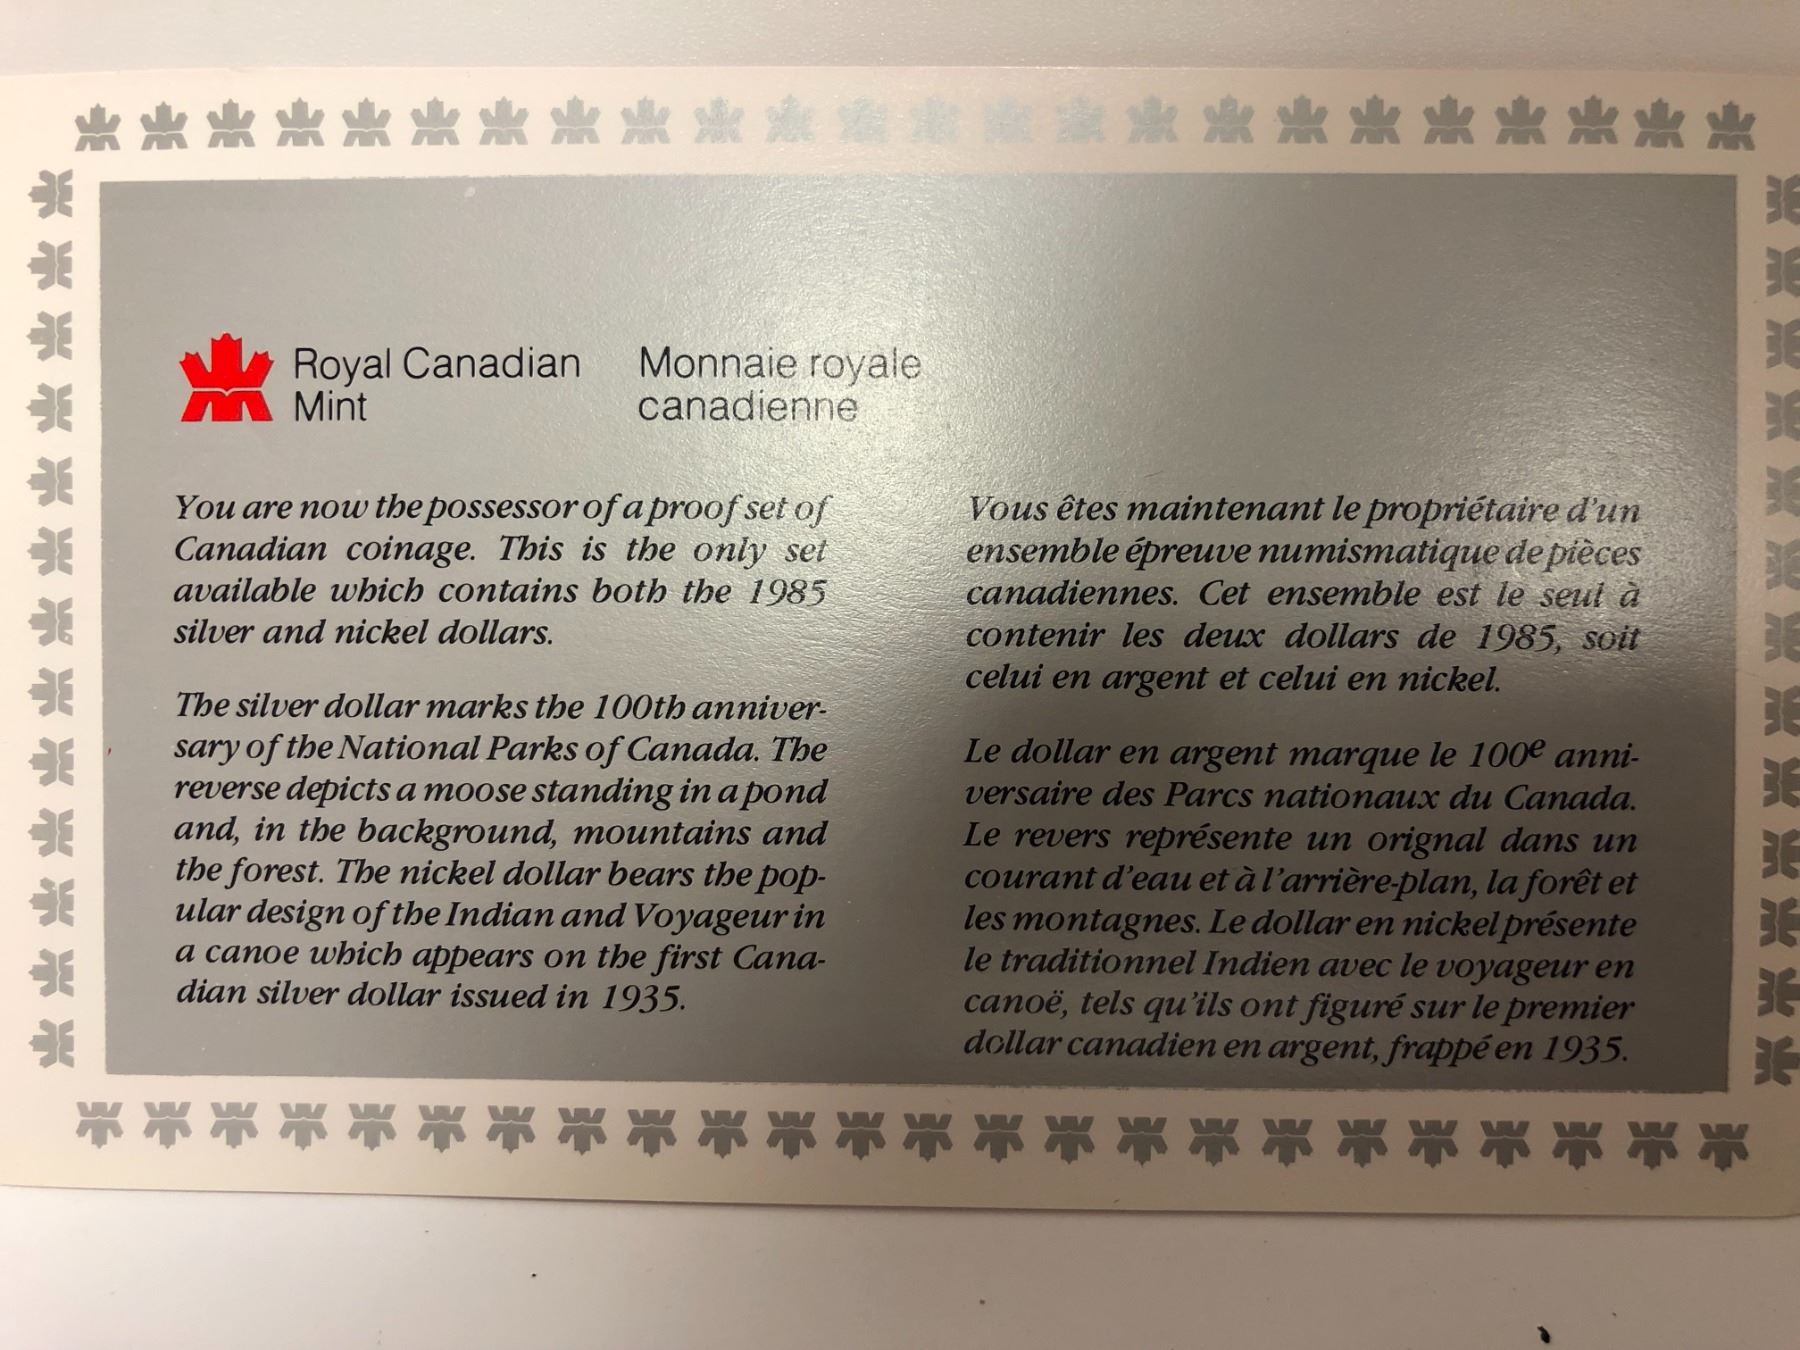 Royal Canadian
Mint
Monnaie royale
canadienne
You are now the possessor of a proof set of
Canadian coinage. This is the only set
available which contains both the 1985
silver and nickel dollars.
The silver dollar marks the 100th anniver-
sary of the National Parks of Canada. The
reverse depicts a moose standing in a pond
and, in the background, mountains and
the forest. The nickel dollar bears the pop-
ular design of the Indian and Voyageur in
a canoe which appears on the first Cana-
dian silver dollar issued in 1935.
Vous êtes maintenant le propriétaire d'un
ensemble épreuve numismatique de pièces
canadiennes. Cet ensemble est le seul à
contenir les deux dollars de 1985, soit
celui en argent et celui en nickel.
Le dollar en argent marque le 100e anni-
versaire des Parcs nationaux du Canada.
Le revers représente un orignal dans un
courant d'eau et à l'arrière-plan, la forêt et
les montagnes. Le dollar en nickel présente
le traditionnel Indien avec le voyageur en
canoë, tels qu'ils ont figuré sur le premier
dollar canadien en argent, frappé en 1935.